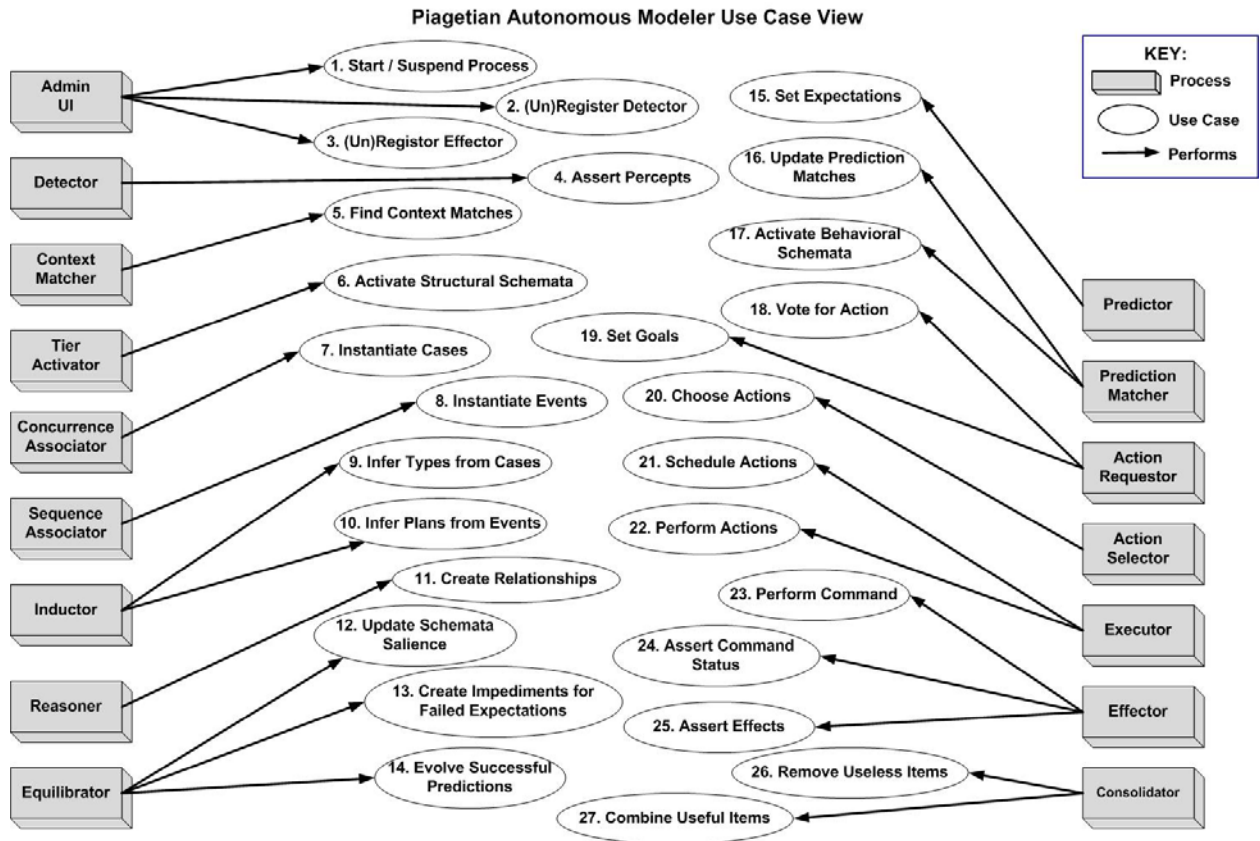 Piagetian Autonomous Modeler Use Case View
Admin
UI
Detector
Context
Matcher
Tier
Activator
Concurrence
Associator
Sequence
Associator
Inductor
Reasoner
Equilibrator
1. Start / Suspend Process
2. (Un)Register Detector
3. (Un)Registor Effector
4. Assert Percepts
5. Find Context Matches
6. Activate Structural Schemata
7. Instantiate Cases
8. Instantiate Events
9. Infer Types from Cases
10. Infer Plans from Events
11. Create Relationships
12. Update Schemata
Salience
13. Create Impediments for
Failed Expectations
14. Evolve Successful
Predictions
15. Set Expectations
16. Update Prediction
Matches
17. Activate Behavioral
Schemata
18. Vote for Action
19. Set Goals
20. Choose Actions
21. Schedule Actions
22. Perform Actions
23. Perform Command
24. Assert Command
Status
25. Assert Effects
26. Remove Useless Items
27. Combine Useful Items
KEY:
Process
Use Case
Performs
Predictor
Prediction
Matcher
Action
Requestor
Action
Selector
Executor
Effector
Consolidator